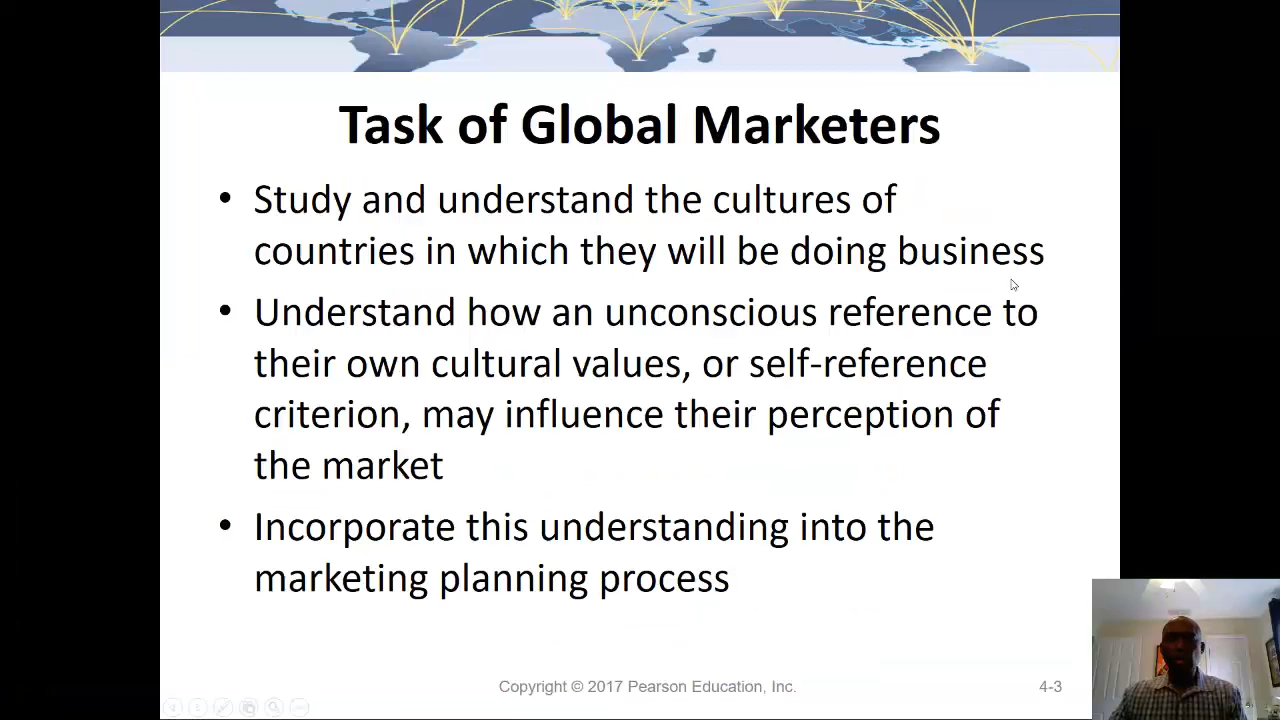 Task of Global Marketers
• Study and understand the cultures of
countries in which they will be doing business
• Understand how an unconscious reference to
their own cultural values, or self-reference
criterion, may influence their perception of
the market
• Incorporate this understanding into the
marketing planning process
Copyright © 2017 Pearson Education, Inc.
4-3